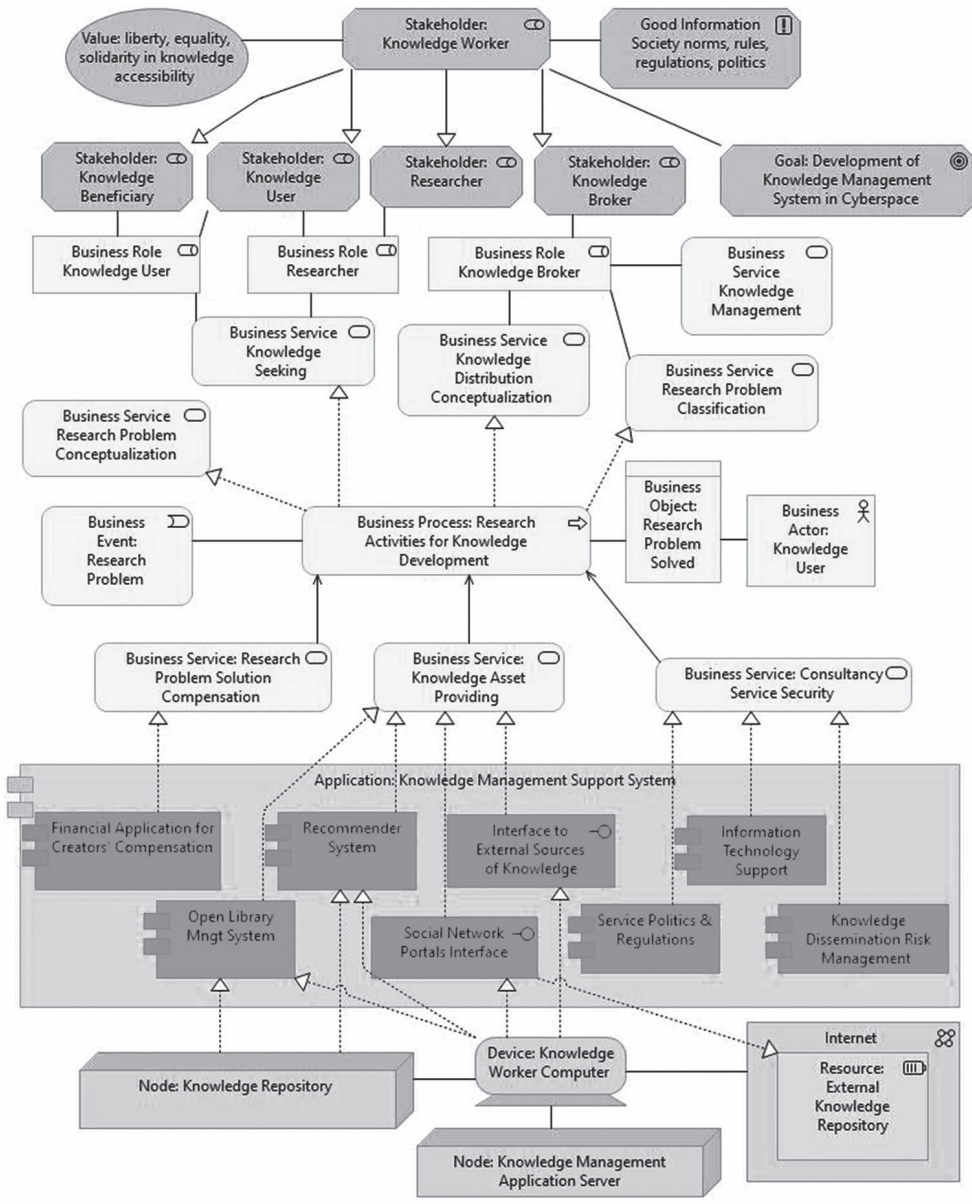 Value: liberty, equality,
solidarity in knowledge
accessibility
Stakeholder:
Knowledge Worker
Good Information
Society norms, rules,
regulations, politics
Stakeholder:
Knowledge
Beneficiary
Stakeholder:
Knowledge
User
Stakeholder:
Researcher
Stakeholder:
Knowledge
Broker
Goal: Development of
Knowledge Management
System in Cyberspace
Business Role
Knowledge User
Business Role
Researcher
Business Role
Knowledge Broker
Business
Service
Knowledge
Management
Business Service
Knowledge
Seeking
Business Service
Knowledge
Distribution
Conceptualization
Business Service
Research Problem
Classification
Business Service
Research Problem
Conceptualization
Business
Event:
Research
Problem
Business Process: Research
Activities for Knowledge
Development
Business
Object:
Research
Problem
Solved
Business
Actor:
Knowledge
User
Business Service: Research
Problem Solution
Compensation
Business Service:
Knowledge Asset
Providing
Business Service: Consultancy
Service Security
Application: Knowledge Management Support System
Financial Application for
Creators' Compensation
Recommender
System
Interface to
External Sources
of Knowledge
Information
Technology
Support
Open Library
Mngt System
Social Network
Portals Interface
Service Politics &
Regulations
Knowledge
Dissemination Risk
Management
Node: Knowledge Repository
Device: Knowledge
Worker Computer
Internet
Resource:
External
Knowledge
Repository
Node: Knowledge Management
Application Server